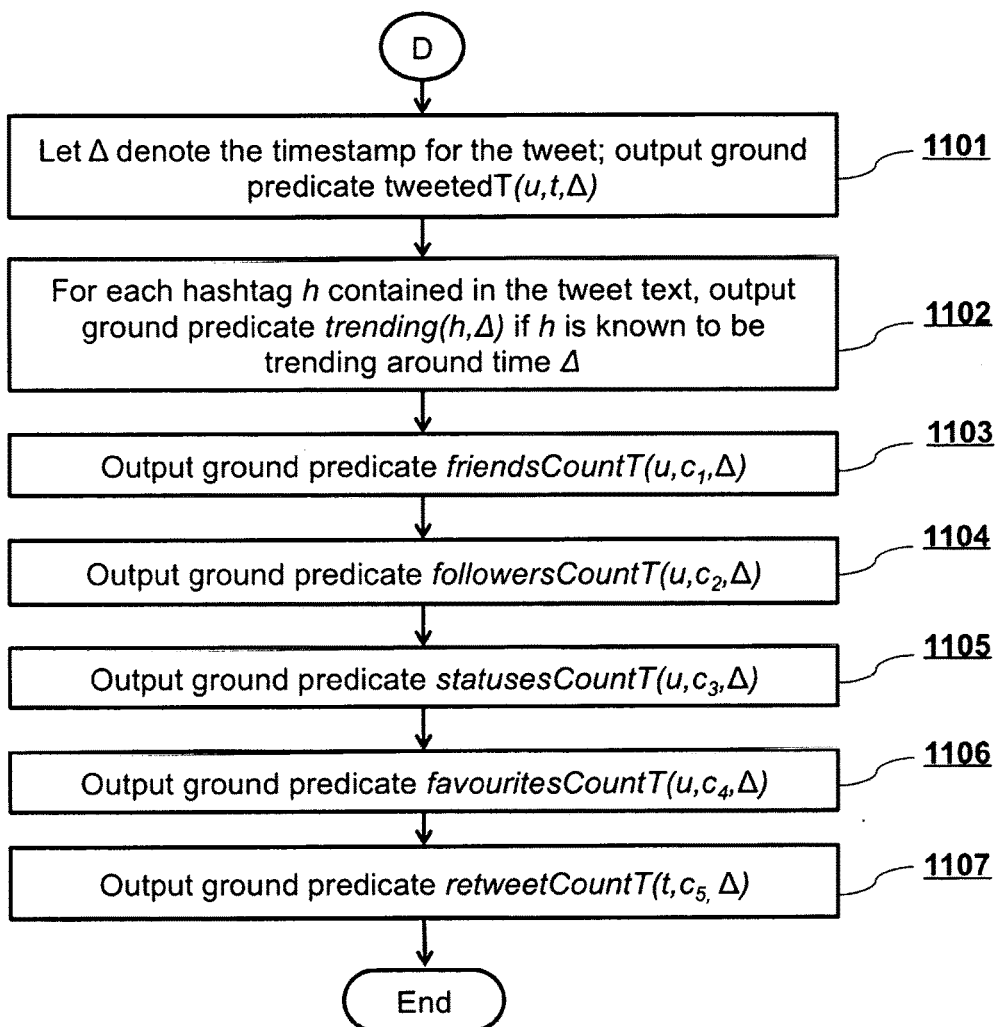 D
Let Δ denote the timestamp for the tweet; output ground
predicate tweetedT(u,t,Δ)
1101
For each hashtag h contained in the tweet text, output
ground predicate trending(h,Δ) if h is known to be
trending around time Δ
1102
Output ground predicate friendsCountT(u,c₁,Δ)
1103
Output ground predicate followersCountT(u,c₂,Δ)
1104
Output ground predicate statusesCountT(u,c₃,Δ)
1105
Output ground predicate favouritesCountT(u,c₄,Δ)
1106
Output ground predicate retweetCountT(t,c₅, Δ)
1107
End